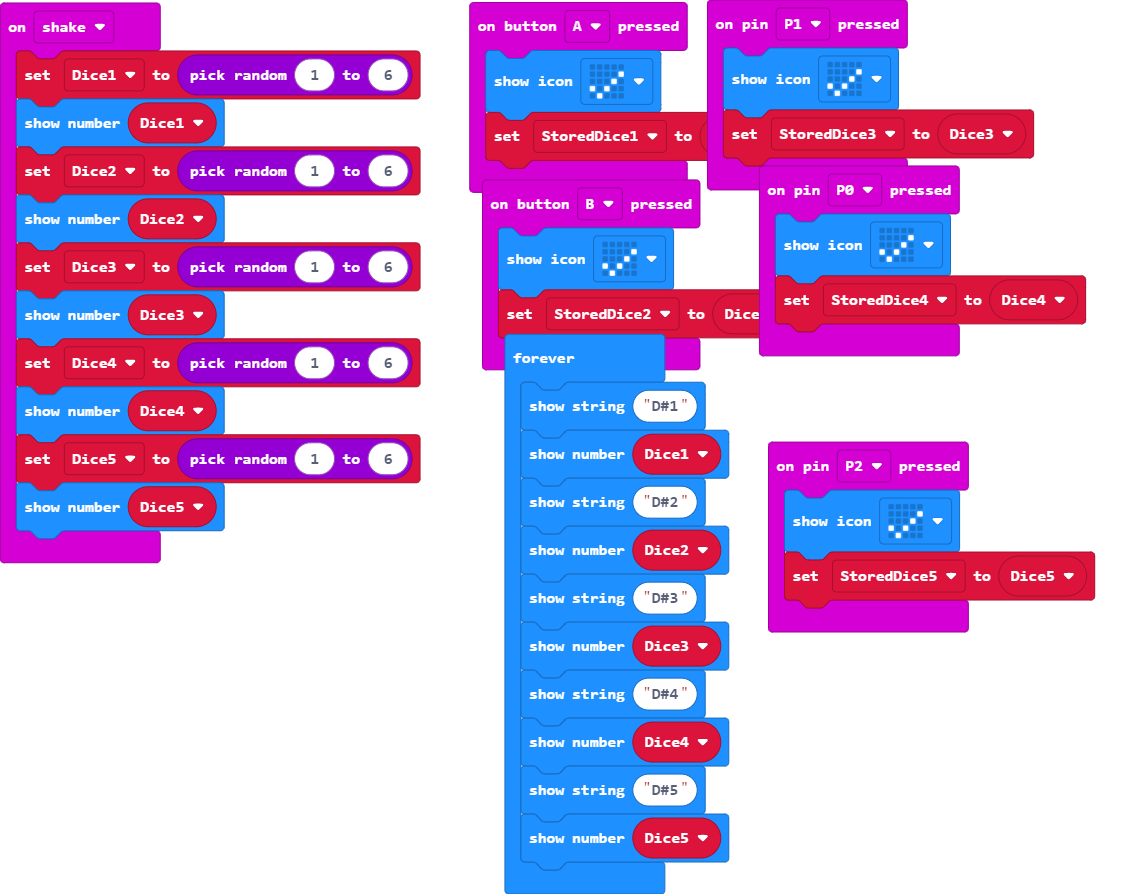 on shake
set Dice1 to pick random 1 to 6
show number Dice1
set Dice2 to pick random 1 to 6
show number Dice2
set Dice3 to pick random 1 to 6
show number Dice3
set Dice4 to pick random 1 to 6
show number Dice4
set Dice5 to pick random 1 to 6
show number Dice5
on button A pressed
show icon
set StoredDice1 to
on button B pressed
show icon
set StoredDice2 to Dice
forever
show string "D#1"
show number Dice1
show string "D#2"
show number Dice2
show string "D#3"
show number Dice3
show string "D#4"
show number Dice4
show string "D#5"
show number Dice5
on pin P1 pressed
show icon
set StoredDice3 to Dice3
on pin P0 pressed
show icon
set StoredDice4 to Dice4
on pin P2 pressed
show icon
set StoredDice5 to Dice5